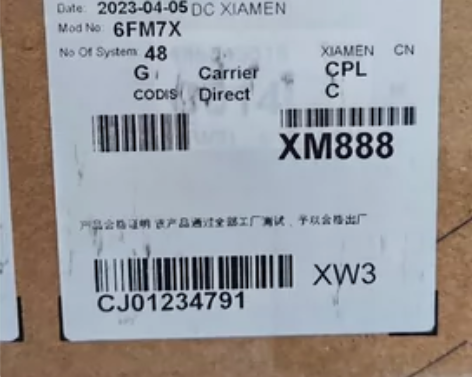 Date: 2023-04-05 DC XIAMEN
Mod No: 6FM7X
No Of System: 48 XIAMEN CN
G Carrier CPL
CODIS Direct C
XM888
产品合格证明 该产品通过全部工厂测试、予以合格出厂
XW3
CJ01234791